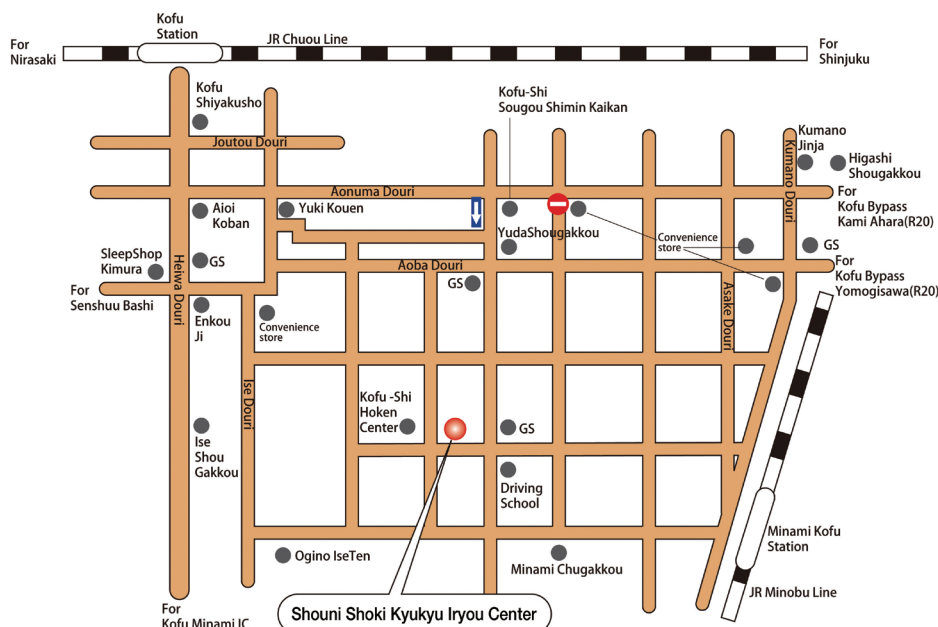 Kofu
Station
For
Nirasaki
JR Chuou Line
For
Shinjuku
Kofu
Shiyakusho
Kofu-Shi
Sougou Shimin Kaikan
Joutou Douri
Kumano
Jinja
Higashi
Shougakkou
Kumano Douri
Aonuma Douri
For
Kofu Bypass
Kami Ahara(R20)
Aioi
Koban
Yuki Kouen
YudaShougakkou
Convenience
store
GS
SleepShop
Kimura
GS
Heiwa Douri
Aoba Douri
For
Kofu Bypass
Yomogisawa(R20)
For
Senshuu Bashi
GS
Asake Douri
Enkou
Ji
Convenience
store
Ise Douri
Kofu -Shi
Hoken
Center
GS
Ise
Shou
Gakkou
Driving
School
Minami Kofu
Station
Ogino IseTen
Minami Chugakkou
JR Minobu Line
For
Kofu Minami IC
Shouni Shoki Kyukyu Iryou Center